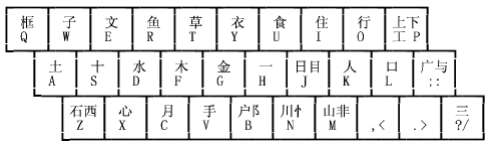 框 子 文 鱼 草 衣 食 住 行 上下
Q W E R T Y U I O 工 P
土 十 水 木 金 一 日目 人 口 广与
A S D F G H J K L ;:
石西 心 月 手 户阝 川忄 山非 三
Z X C V B N M ,< .> ?/